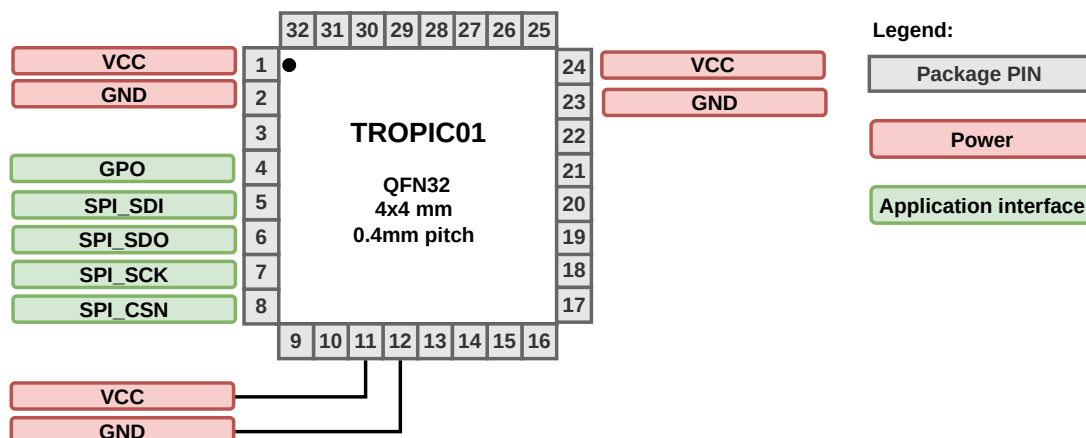 32 31 30 29 28 27 26 25
Legend:
VCC 1 24 VCC
Package PIN
GND 2 23 GND
3 TROPIC01 22
Power
GPO 4 21
QFN32
SPI_SDI 5 4x4 mm 20 Application interface
SPI_SDO 6 0.4mm pitch 19
SPI_SCK 7 18
SPI_CSN 8 17
9 10 11 12 13 14 15 16
VCC
GND